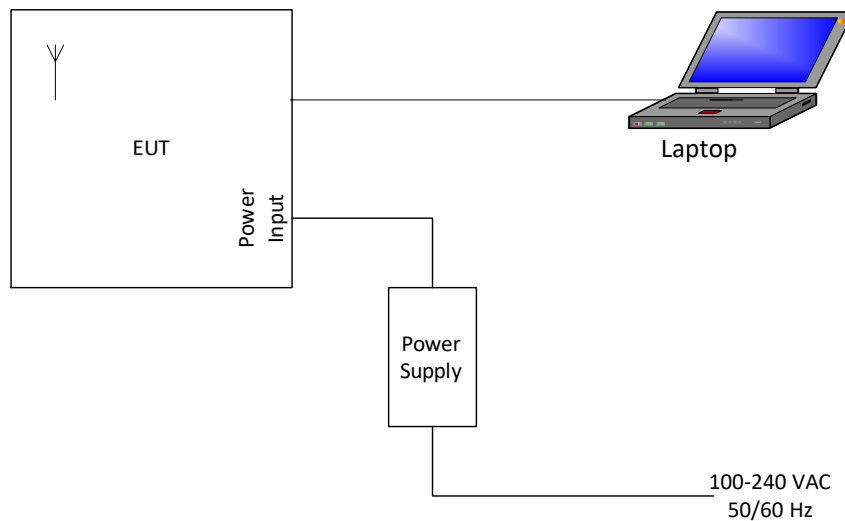 EUT
Laptop
Power
Input
Power
Supply
100-240 VAC
50/60 Hz